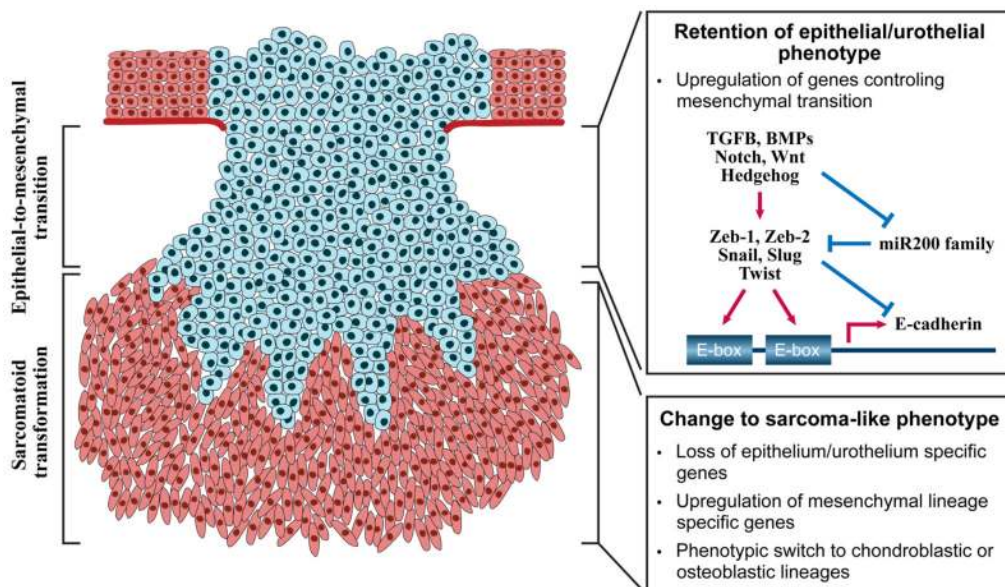 Epithelial-to-mesenchymal
transition
Sarcomatoid
transformation
Retention of epithelial/urothelial
phenotype
• Upregulation of genes controling
mesenchymal transition
TGFB, BMPs
Notch, Wnt
Hedgehog
Zeb-1, Zeb-2
Snail, Slug
Twist
miR200 family
E-cadherin
E-box
E-box
Change to sarcoma-like phenotype
• Loss of epithelium/urothelium specific
genes
• Upregulation of mesenchymal lineage
specific genes
• Phenotypic switch to chondroblastic or
osteoblastic lineages